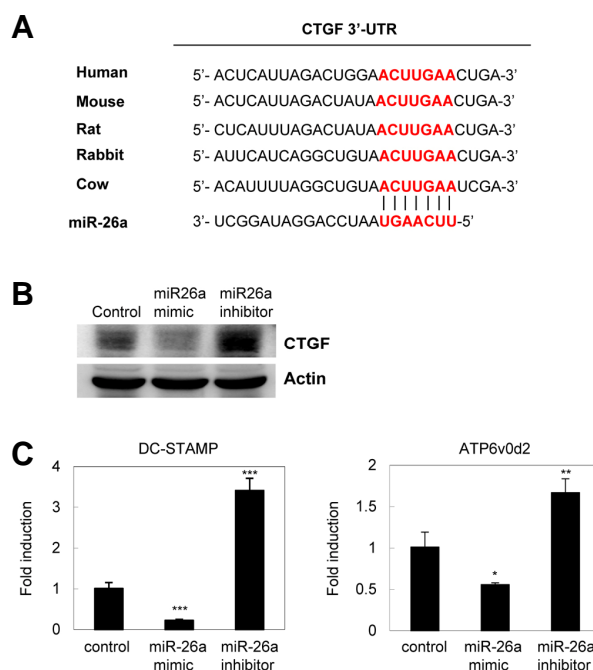 A
CTGF 3'-UTR
Human 5'- ACUCAUUAGACUGGAACUUGAACUGA-3'
Mouse 5'- ACUCAUUAGACUAUAACUUGAACUGA-3'
Rat 5'- CUCAUUUAGACUAUAACUUGAACUGA-3'
Rabbit 5'- AUUCAUCAGGCUGUAACUUGAACUGA-3'
Cow 5'- ACAUUUUAGGCUGUAACUUGAAUCGA-3'
miR-26a 3'- UCGGAUAGGACCUAAUGAACUU-5'
B
Control miR26a mimic miR26a inhibitor
CTGF
Actin
C
DC-STAMP
Fold induction
4
3
2
1
0
***
***
control miR-26a mimic miR-26a inhibitor
ATP6v0d2
Fold induction
2
1.5
1
0.5
0
*
**
control miR-26a mimic miR-26a inhibitor